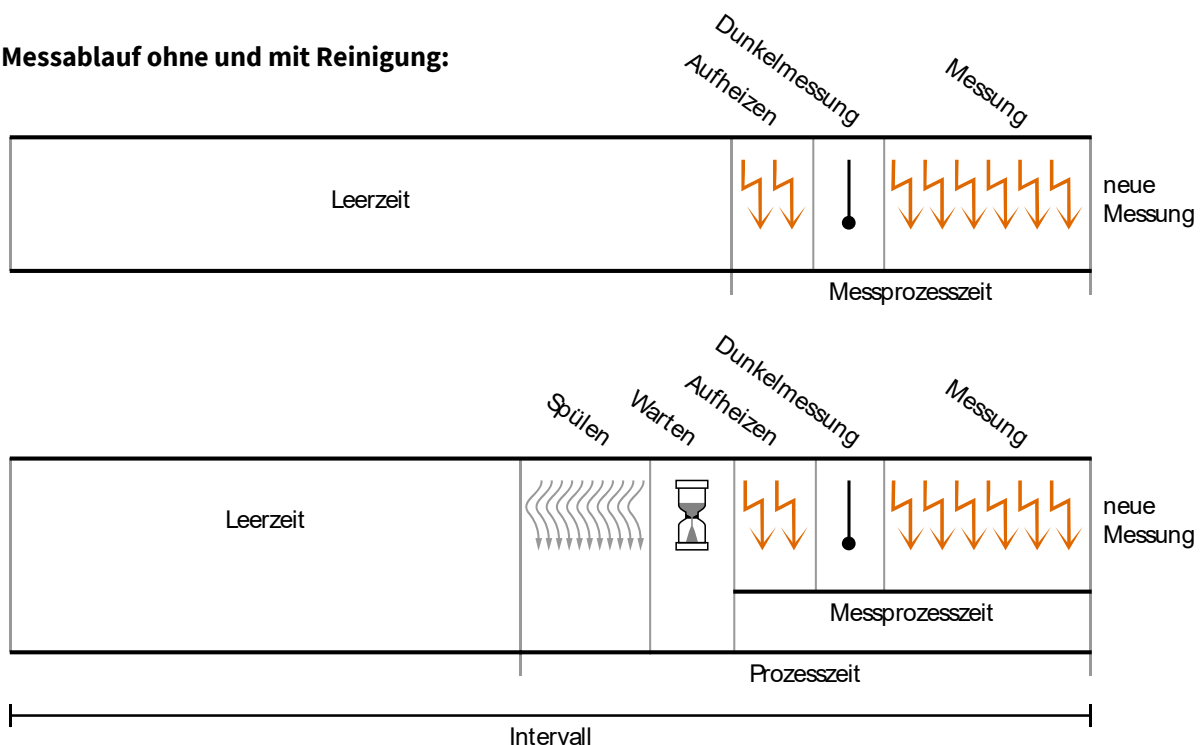 Messablauf ohne und mit Reinigung:
Aufheizen
Dunkelmessung
Messung
Leerzeit
neue
Messung
Messprozesszeit
Spülen
Warten
Aufheizen
Dunkelmessung
Messung
Leerzeit
neue
Messung
Messprozesszeit
Prozesszeit
Intervall